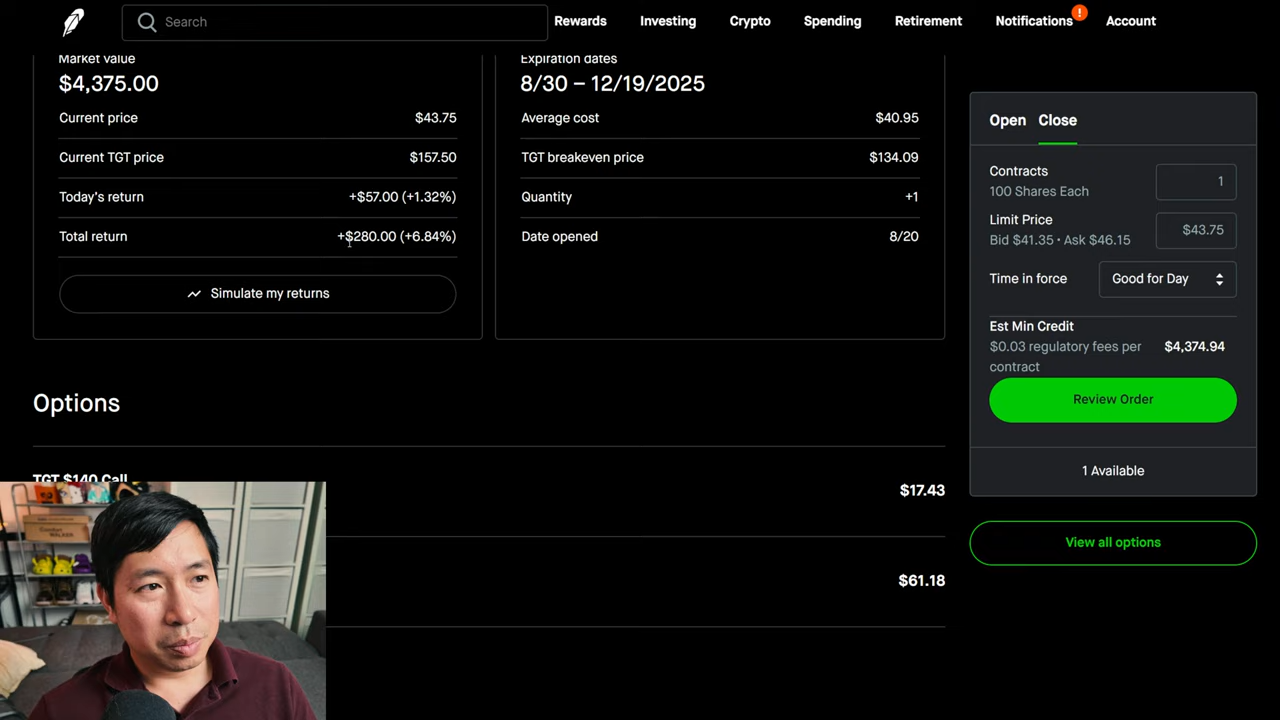 Search
Rewards
Investing
Crypto
Spending
Retirement
Notifications
!
Account
Market value
$4,375.00
Current price $43.75
Current TGT price $157.50
Today's return +$57.00 (+1.32%)
Total return +$280.00 (+6.84%)
Simulate my returns
Expiration dates
8/30 – 12/19/2025
Average cost $40.95
TGT breakeven price $134.09
Quantity +1
Date opened 8/20
Open Close
Contracts
100 Shares Each
1
Limit Price
Bid $41.35 • Ask $46.15
$43.75
Time in force Good for Day
Est Min Credit
$0.03 regulatory fees per
contract
$4,374.94
Review Order
1 Available
View all options
Options
TGT $140 Call
$17.43
$61.18